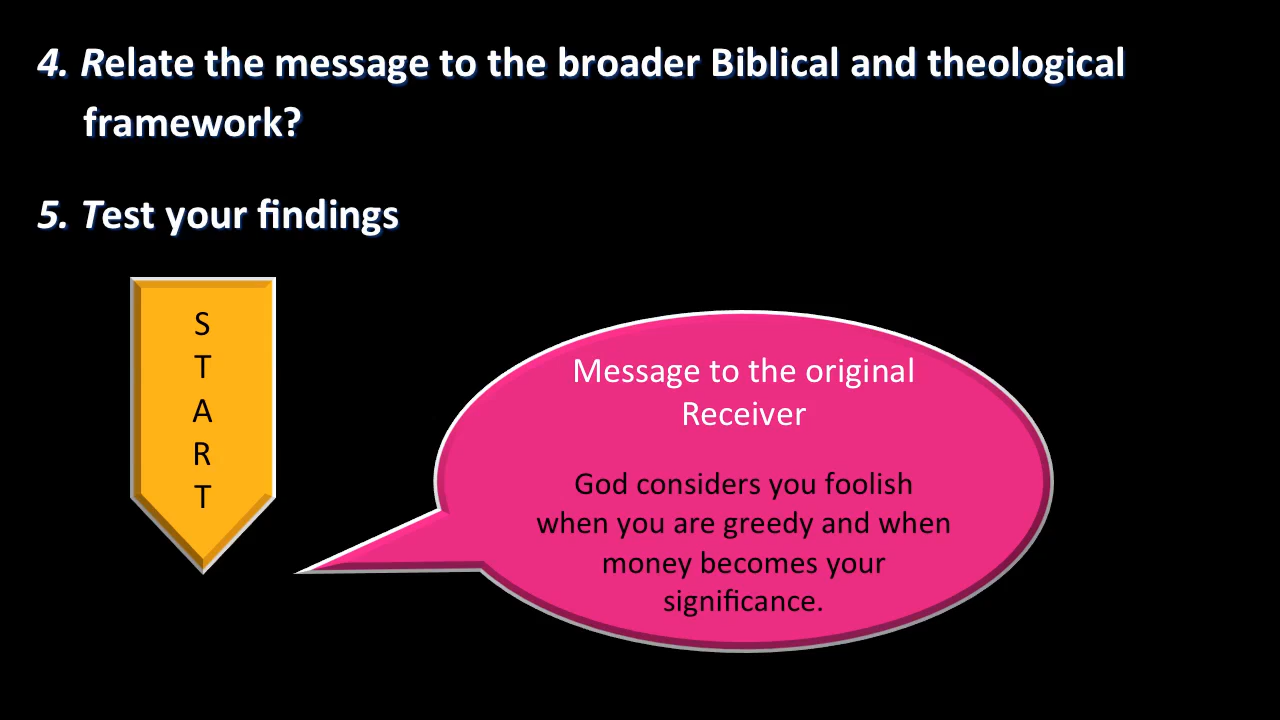 4. Relate the message to the broader Biblical and theological
framework?
5. Test your findings
S
T
A
R
T
Message to the original
Receiver
God considers you foolish
when you are greedy and when
money becomes your
significance.